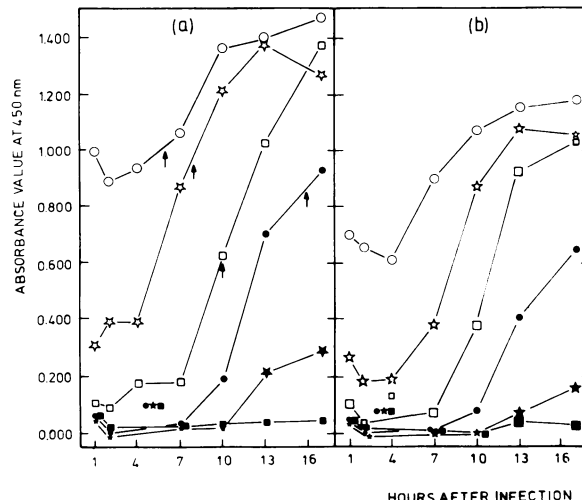 (a)
(b)
ABSORBANCE VALUE AT 450 nm
1.400
1.200
1.000
0.800
0.600
0.400
0.200
0.000
1 4 7 10 13 16
1 4 7 10 13 16
HOURS AFTER INFECTION